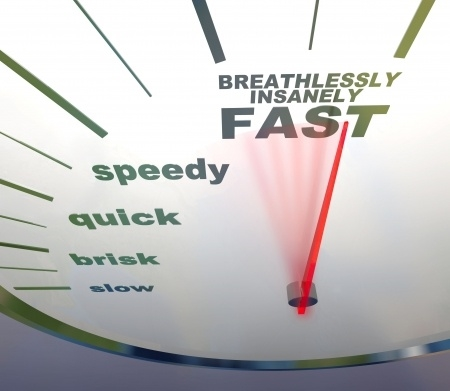 BREATHLESSLY
INSANELY
FAST
speedy
quick
brisk
slow